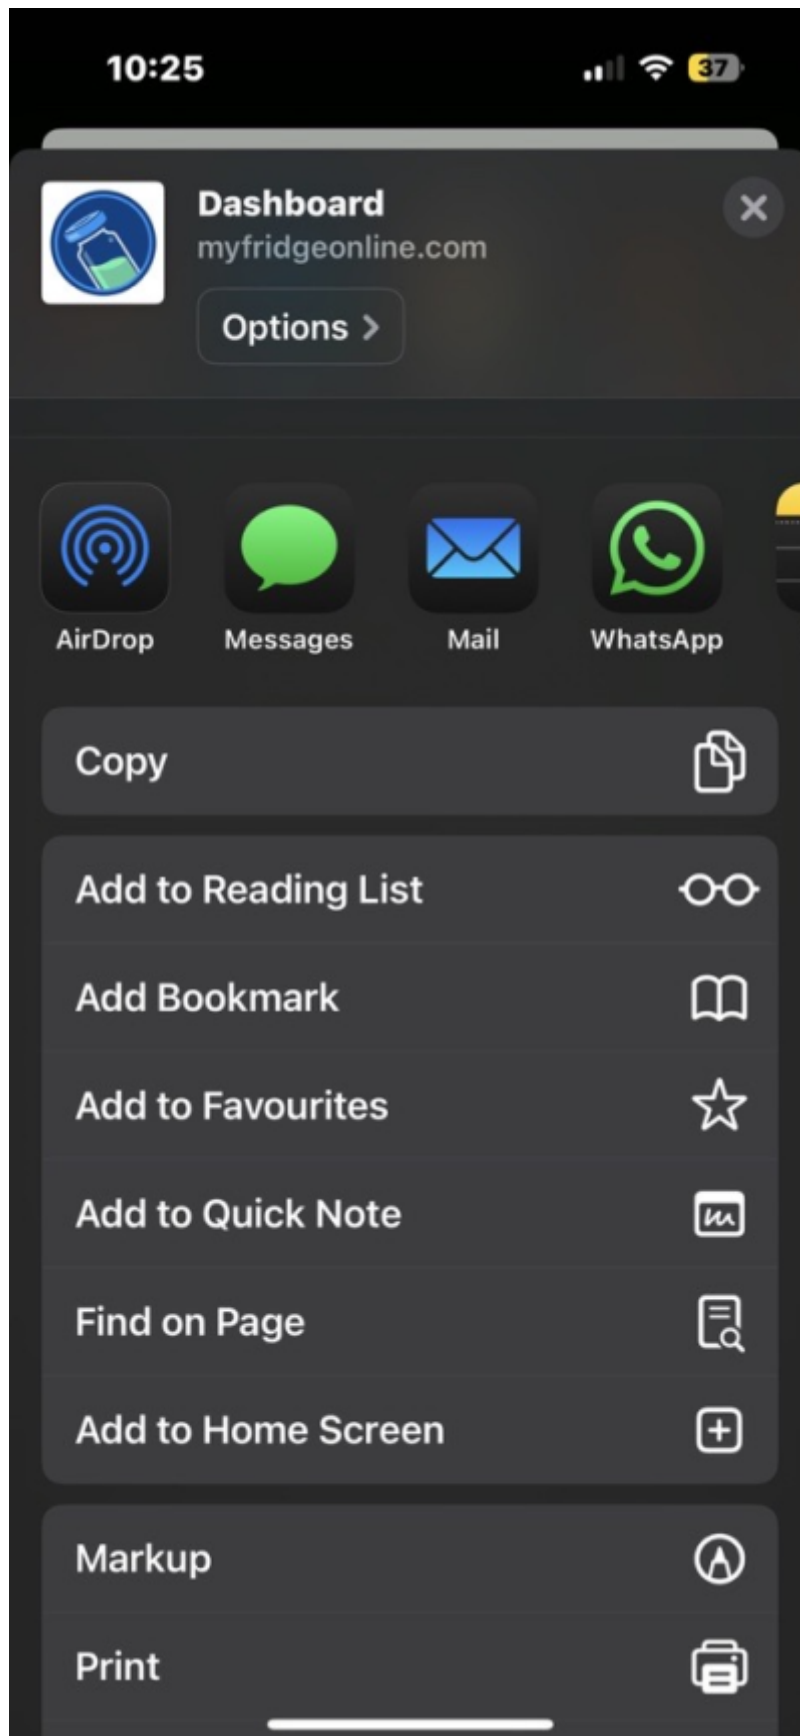 10:25
37
Dashboard
myfridgeonline.com
Options
AirDrop
Messages
Mail
WhatsApp
Copy
Add to Reading List
Add Bookmark
Add to Favourites
Add to Quick Note
Find on Page
Add to Home Screen
Markup
Print